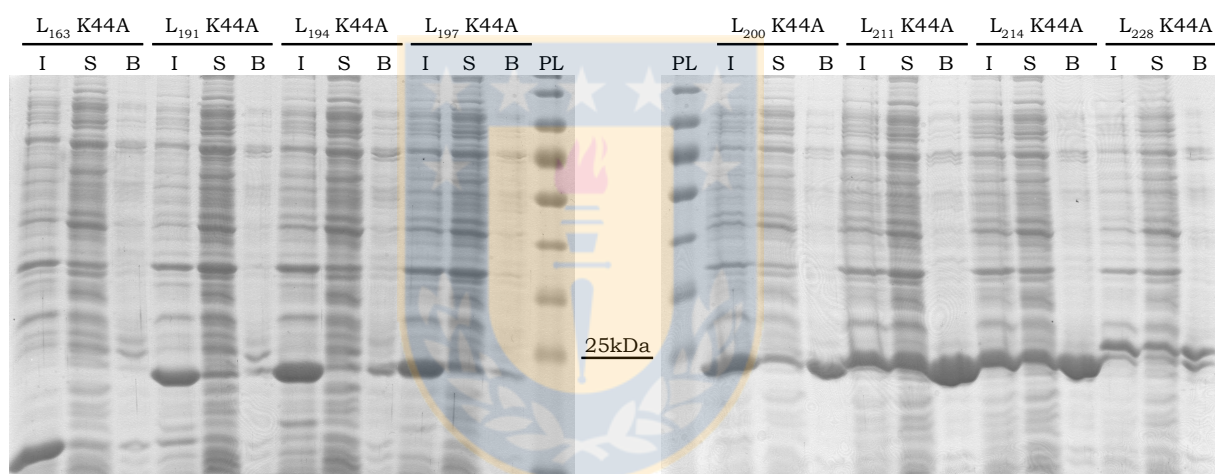 L₁₆₃ K44A L₁₉₁ K44A L₁₉₄ K44A L₁₉₇ K44A L₂₀₀ K44A L₂₁₁ K44A L₂₁₄ K44A L₂₂₈ K44A
I S B I S B I S B I S B PL PL I S B I S B I S B I S B
25kDa